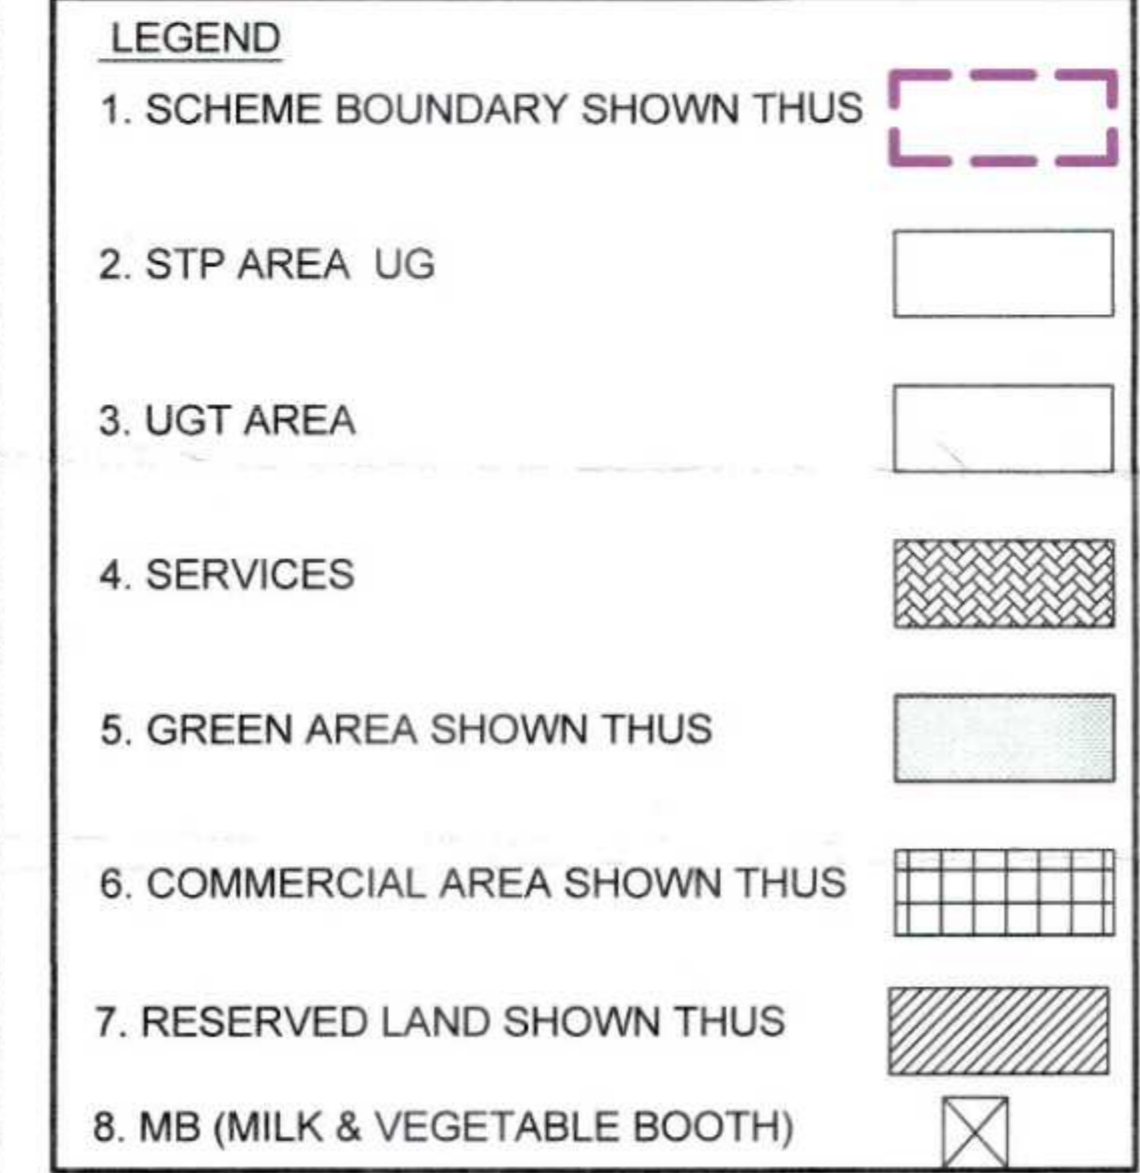 LEGEND
1. SCHEME BOUNDARY SHOWN THUS
2. STP AREA UG
3. UGT AREA
4. SERVICES
5. GREEN AREA SHOWN THUS
6. COMMERCIAL AREA SHOWN THUS
7. RESERVED LAND SHOWN THUS
8. MB (MILK & VEGETABLE BOOTH)